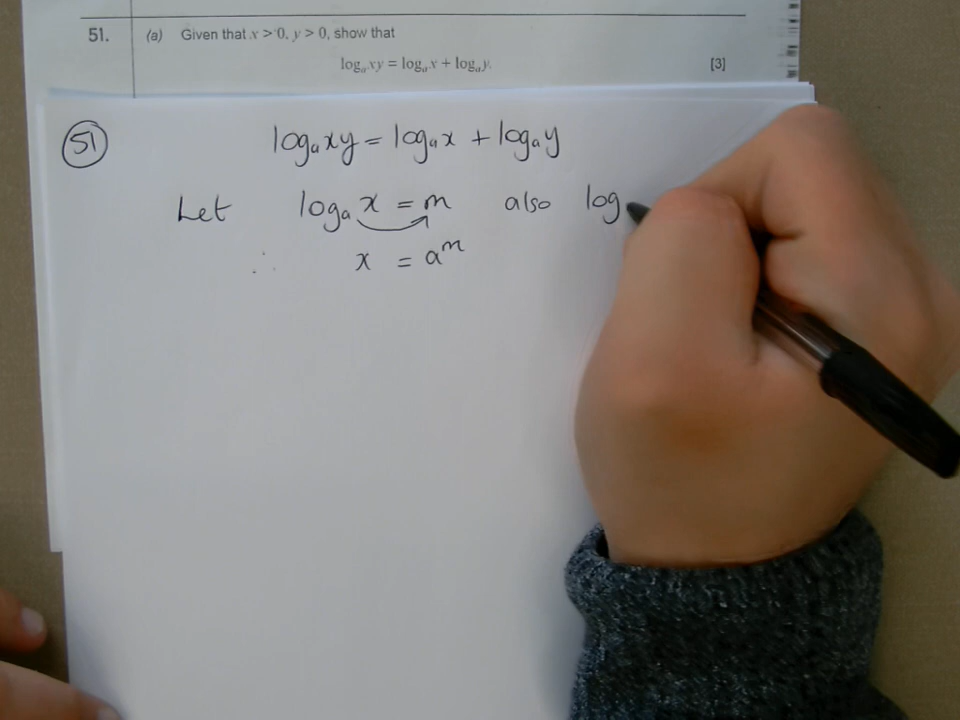 51. (a) Given that x > 0, y > 0, show that
logₐ xy = logₐ x + logₐ y. [3]
51 logₐ xy = logₐ x + logₐ y
Let logₐ x = m also log
∴ x = aᵐ